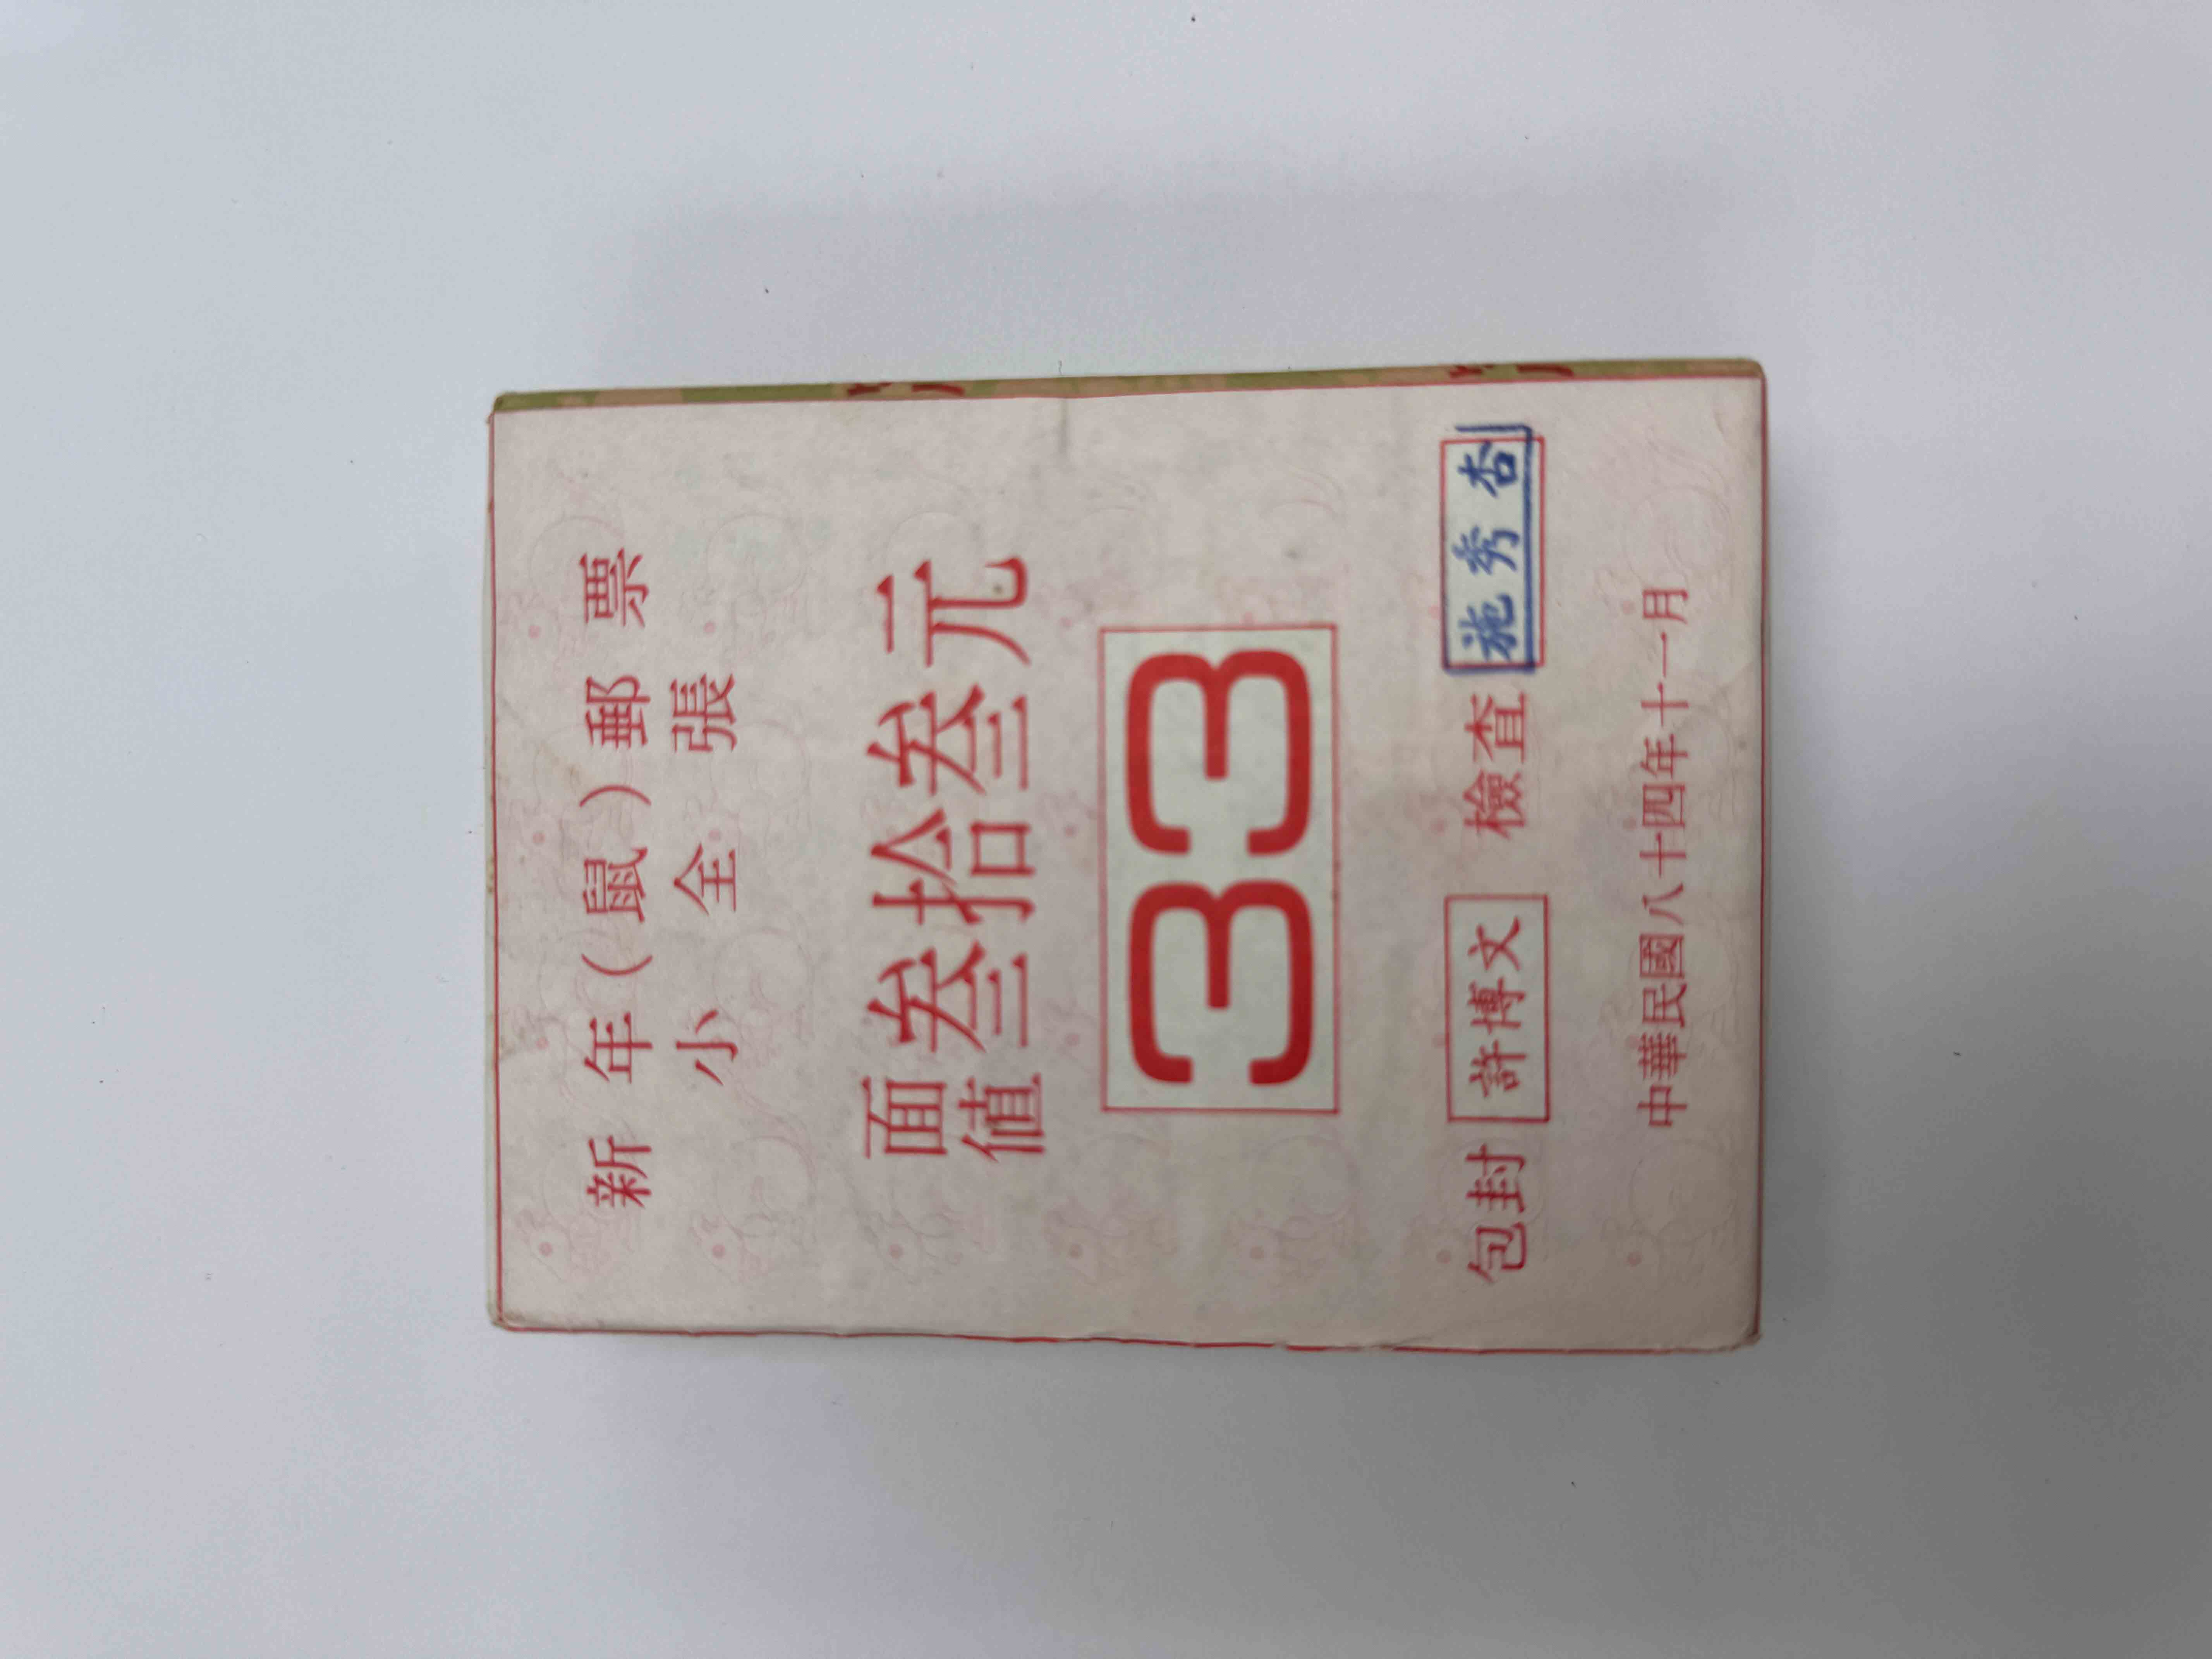 新年(鼠)郵票
小全張
面值叁拾叁元
33
包封 許博文 檢查 施秀杏
中華民國八十四年十一月